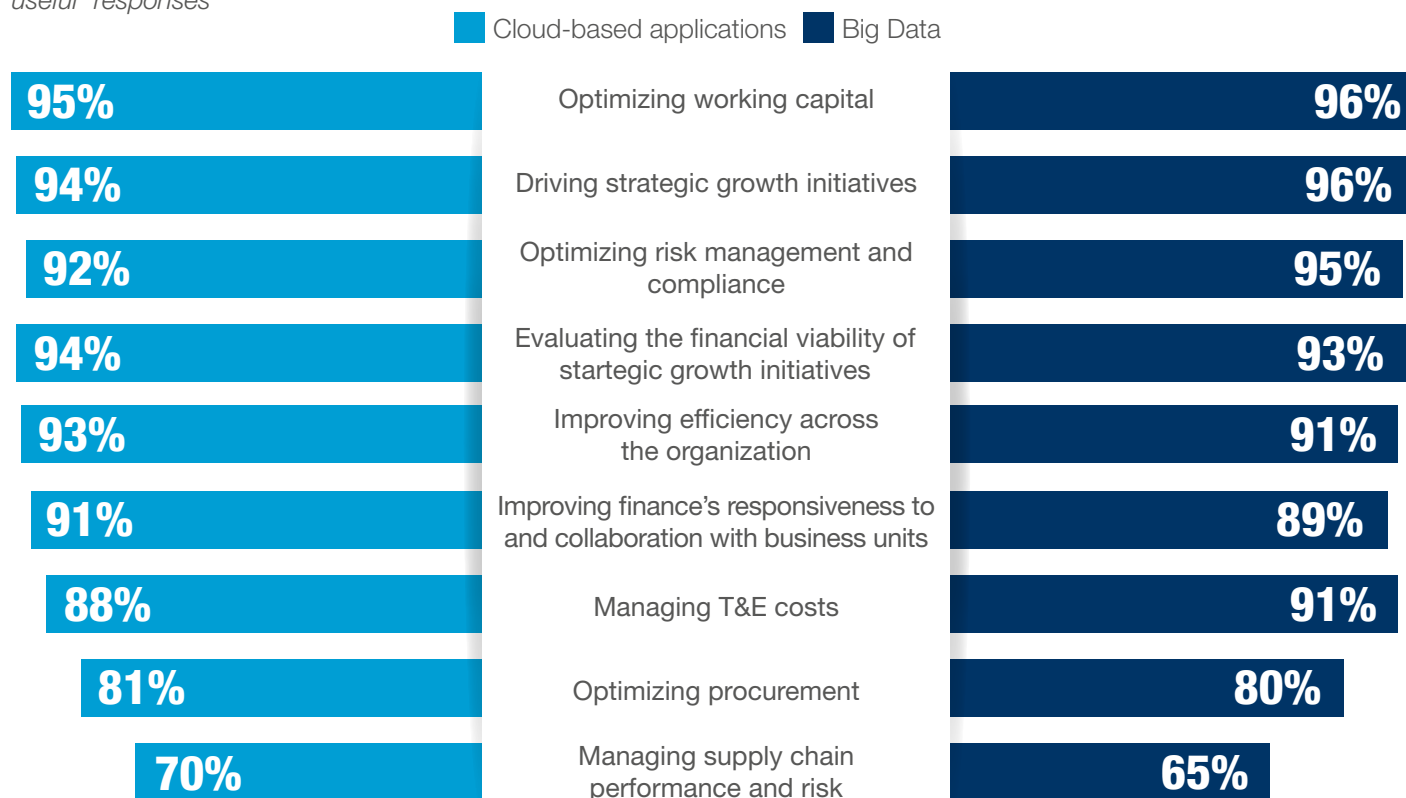 useful" responses
Cloud-based applications Big Data
95% Optimizing working capital 96%
94% Driving strategic growth initiatives 96%
Optimizing risk management and
92% compliance 95%
Evaluating the financial viability of
94% startegic growth initiatives 93%
Improving efficiency across
93% the organization 91%
Improving finance’s responsiveness to
91% and collaboration with business units 89%
88% Managing T&E costs 91%
81% Optimizing procurement 80%
Managing supply chain
70% performance and risk 65%